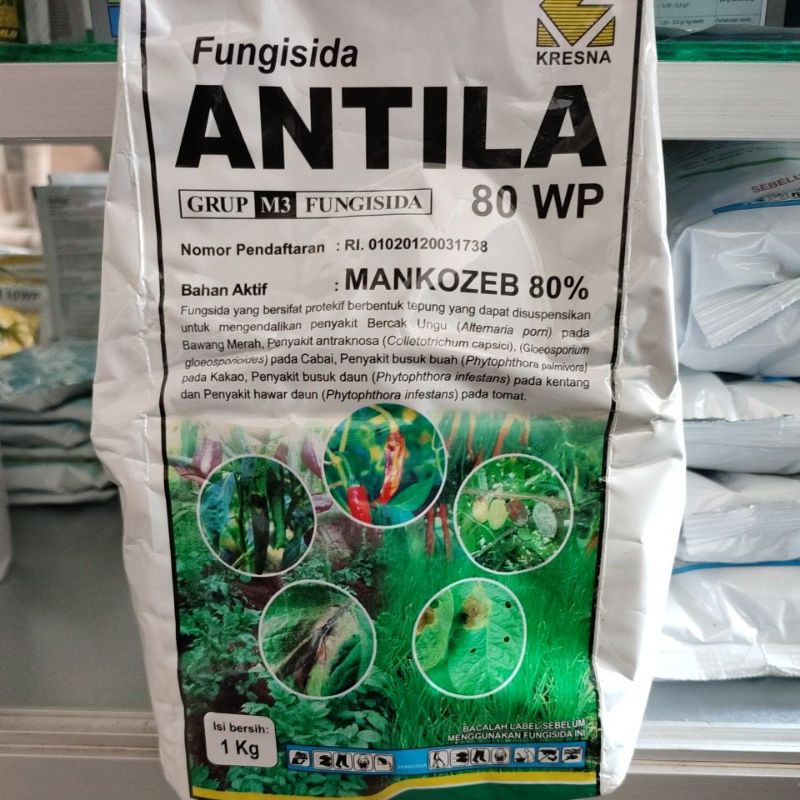 KRESNA
Fungisida
ANTILA
GRUP M3 FUNGISIDA
80 WP
Nomor Pendaftaran : RI. 01020120031738
Bahan Aktif : MANKOZEB 80%
Fungsida yang bersifat protekif berbentuk tepung yang dapat disuspensikan
untuk mengendalikan penyakit Bercak Ungu (Alternaria porri) pada
Bawang Merah, Penyakit antraknosa (Colletotrichum capsici), (Gloeosporium
gloeosporioides) pada Cabai, Penyakit busuk buah (Phytophthora palmivora)
pada Kakao, Penyakit busuk daun (Phytophthora infestans) pada kentang
dan Penyakit hawar daun (Phytophthora infestans) pada tomat.
Isi bersih:
1 Kg
BACALAH LABEL SEBELUM
MENGGUNAKAN FUNGISIDA INI
10WP
SEBELUM